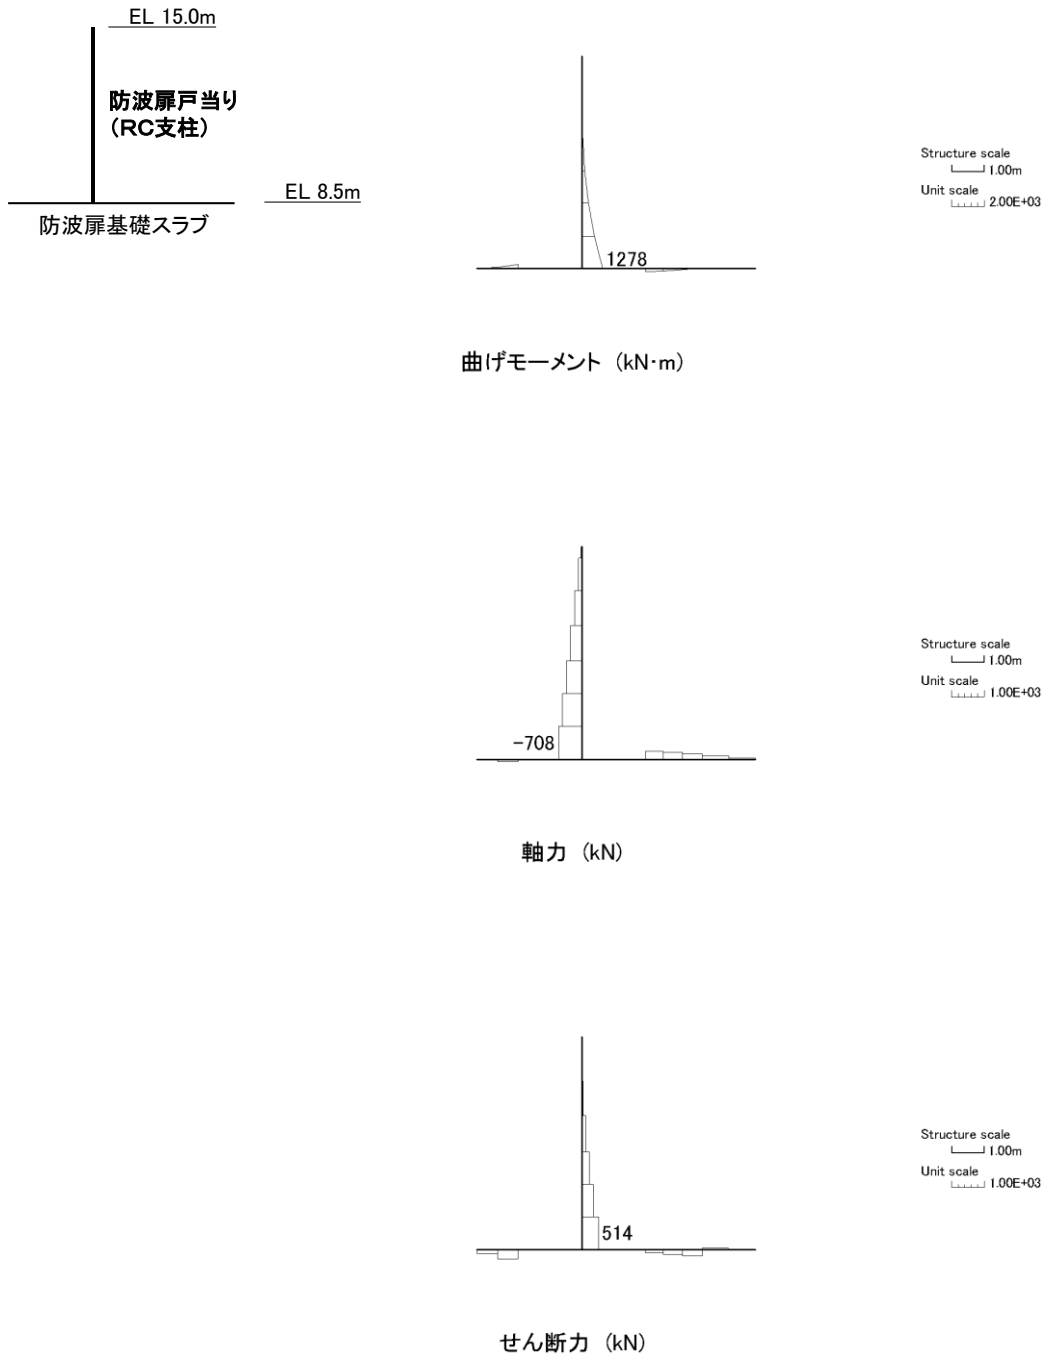 EL 15.0m
防波扉戸当り
(RC支柱)
EL 8.5m
防波扉基礎スラブ
Structure scale
1.00m
Unit scale
2.00E+03
1278
曲げモーメント (kN･m)
Structure scale
1.00m
Unit scale
1.00E+03
-708
軸力 (kN)
Structure scale
1.00m
Unit scale
1.00E+03
514
せん断力 (kN)